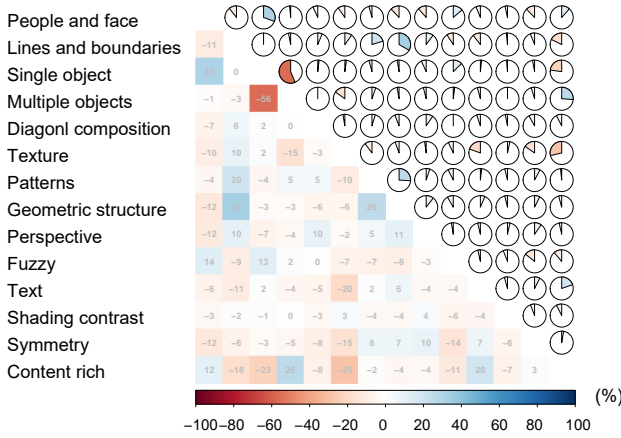 People and face
Lines and boundaries
−11
Single object
31 0
Multiple objects
−1 −3 −56
Diagonl composition
−7 6 2 0
Texture
−10 10 2 −15 −3
Patterns
−4 20 −4 5 5 −10
Geometric structure
−12 −3 −3 −6 −6 26
Perspective
−12 10 −7 −4 10 −2 5 11
Fuzzy
14 −9 13 2 0 −7 −7 −8 −3
Text
−6 −11 2 −4 −5 −20 2 6 −4 −4
Shading contrast
−3 −2 −1 0 −3 3 −4 −4 4 −6 −4
Symmetry
−12 −6 −3 −5 −8 −15 8 7 10 −14 7 −6
Content rich
12 −18 −23 26 −8 −2 −4 −4 −11 20 −7 3
(%)
−100 −80 −60 −40 −20 0 20 40 60 80 100